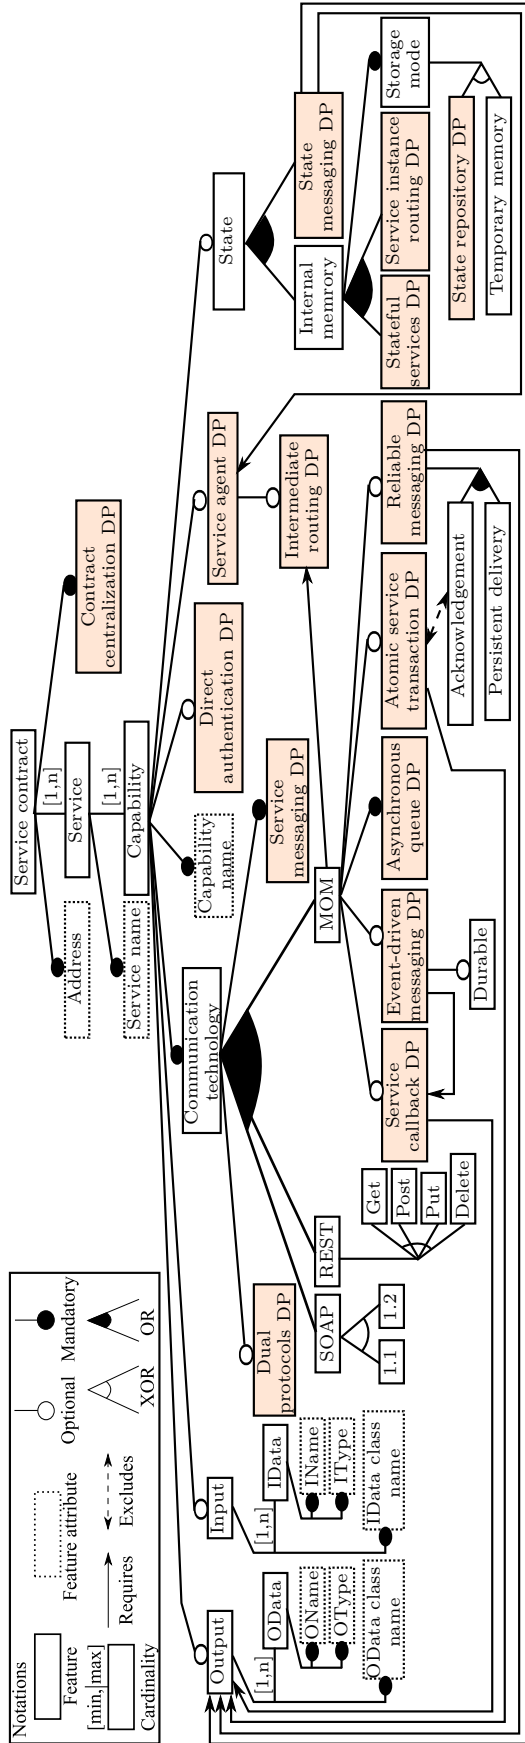 Notations
Feature
Feature attribute
Optional
Mandatory
[min,max]
Cardinality
Requires
Excludes
XOR
OR
Service contract
Address
[1,n]
Service
Contract
centralization DP
Service name
[1,n]
Capability
Output
Input
Communication
technology
Capability
name
Direct
authentication DP
Service agent DP
State
[1,n]
OData
OName
OType
OData class
name
[1,n]
IData
IName
IType
IData class
name
Dual
protocols DP
Service
messaging DP
Intermediate
routing DP
Internal
memrory
State
messaging DP
SOAP
1.1
1.2
REST
Get
Post
Put
Delete
MOM
Service
callback DP
Event-driven
messaging DP
Durable
Asynchronous
queue DP
Atomic service
transaction DP
Reliable
messaging DP
Acknowledgement
Persistent delivery
Stateful
services DP
Service instance
routing DP
Storage
mode
State repository DP
Temporary memory